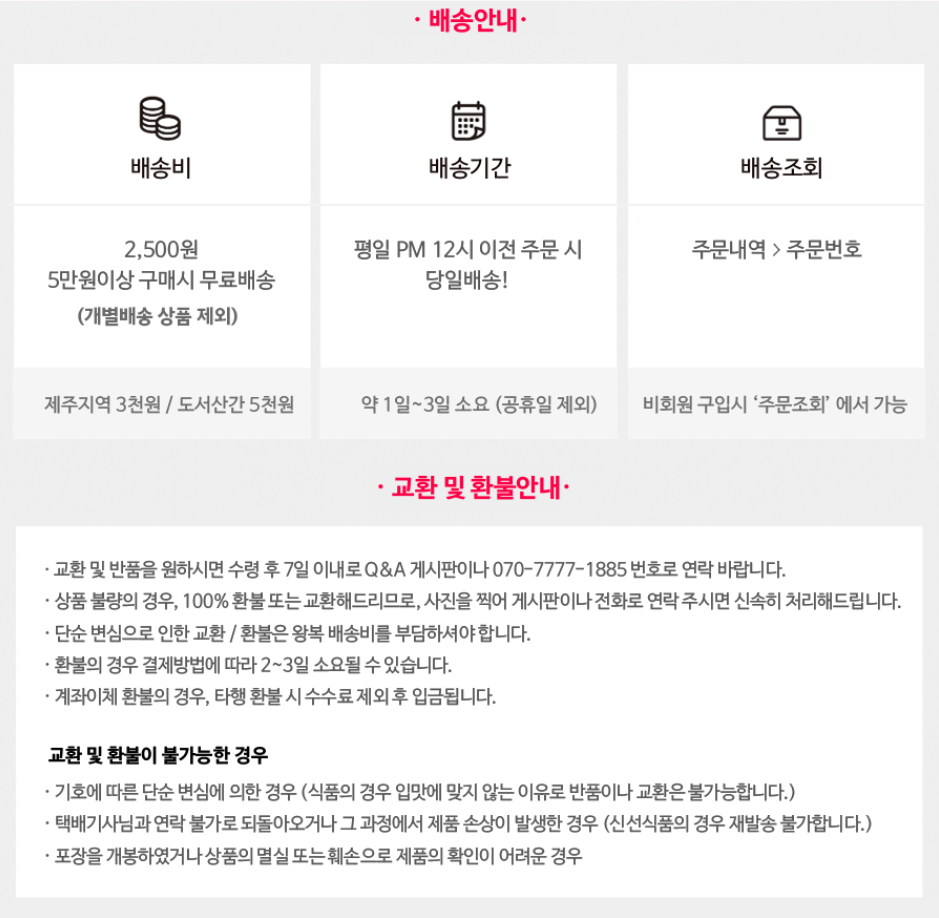 · 배송안내·
배송비
배송기간
배송조회
2,500원
5만원이상 구매시 무료배송
(개별배송 상품 제외)
평일 PM 12시 이전 주문 시
당일배송!
주문내역 > 주문번호
제주지역 3천원 / 도서산간 5천원
약 1일~3일 소요 (공휴일 제외)
비회원 구입시 ‘주문조회’ 에서 가능
· 교환 및 환불안내·
· 교환 및 반품을 원하시면 수령 후 7일 이내로 Q&A 게시판이나 070-7777-1885 번호로 연락 바랍니다.
· 상품 불량의 경우, 100% 환불 또는 교환해드리므로, 사진을 찍어 게시판이나 전화로 연락 주시면 신속히 처리해드립니다.
· 단순 변심으로 인한 교환 / 환불은 왕복 배송비를 부담하셔야 합니다.
· 환불의 경우 결제방법에 따라 2~3일 소요될 수 있습니다.
· 계좌이체 환불의 경우, 타행 환불 시 수수료 제외 후 입금됩니다.
교환 및 환불이 불가능한 경우
· 기호에 따른 단순 변심에 의한 경우 (식품의 경우 입맛에 맞지 않는 이유로 반품이나 교환은 불가능합니다.)
· 택배기사님과 연락 불가로 되돌아오거나 그 과정에서 제품 손상이 발생한 경우 (신선식품의 경우 재발송 불가합니다.)
· 포장을 개봉하였거나 상품의 멸실 또는 훼손으로 제품의 확인이 어려운 경우